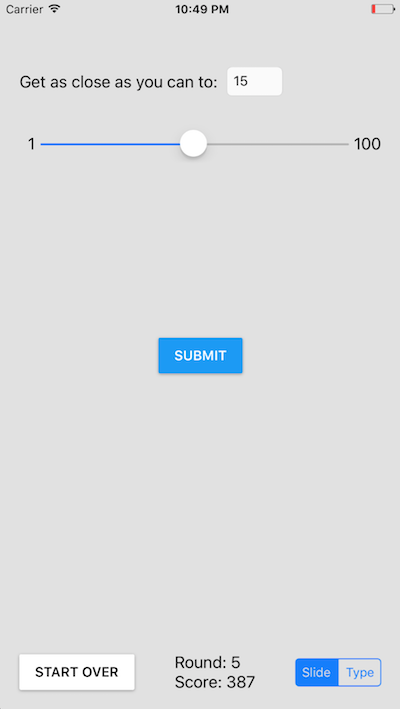 Carrier 10:49 PM
Get as close as you can to: 15
1 100
SUBMIT
START OVER
Round: 5
Score: 387
Slide Type